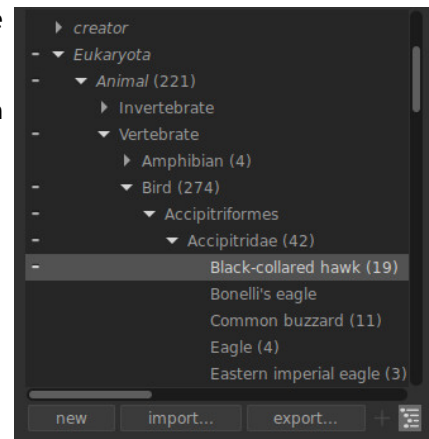 creator
Eukaryota
Animal (221)
Invertebrate
Vertebrate
Amphibian (4)
Bird (274)
Accipitriformes
Accipitridae (42)
Black-collared hawk (19)
Bonelli's eagle
Common buzzard (11)
Eagle (4)
Eastern imperial eagle (3)
new import... export... +